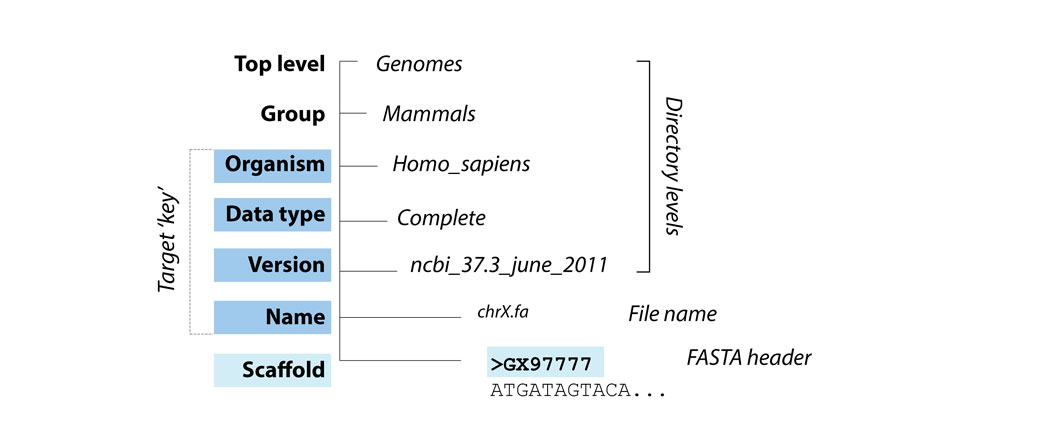 Top level Genomes
Group Mammals
Organism Homo_sapiens
Data type Complete
Version ncbi_37.3_june_2011
Name chrX.fa File name
Scaffold >GX97777 FASTA header
ATGATAGTACA...
Target ‘key’
Directory levels